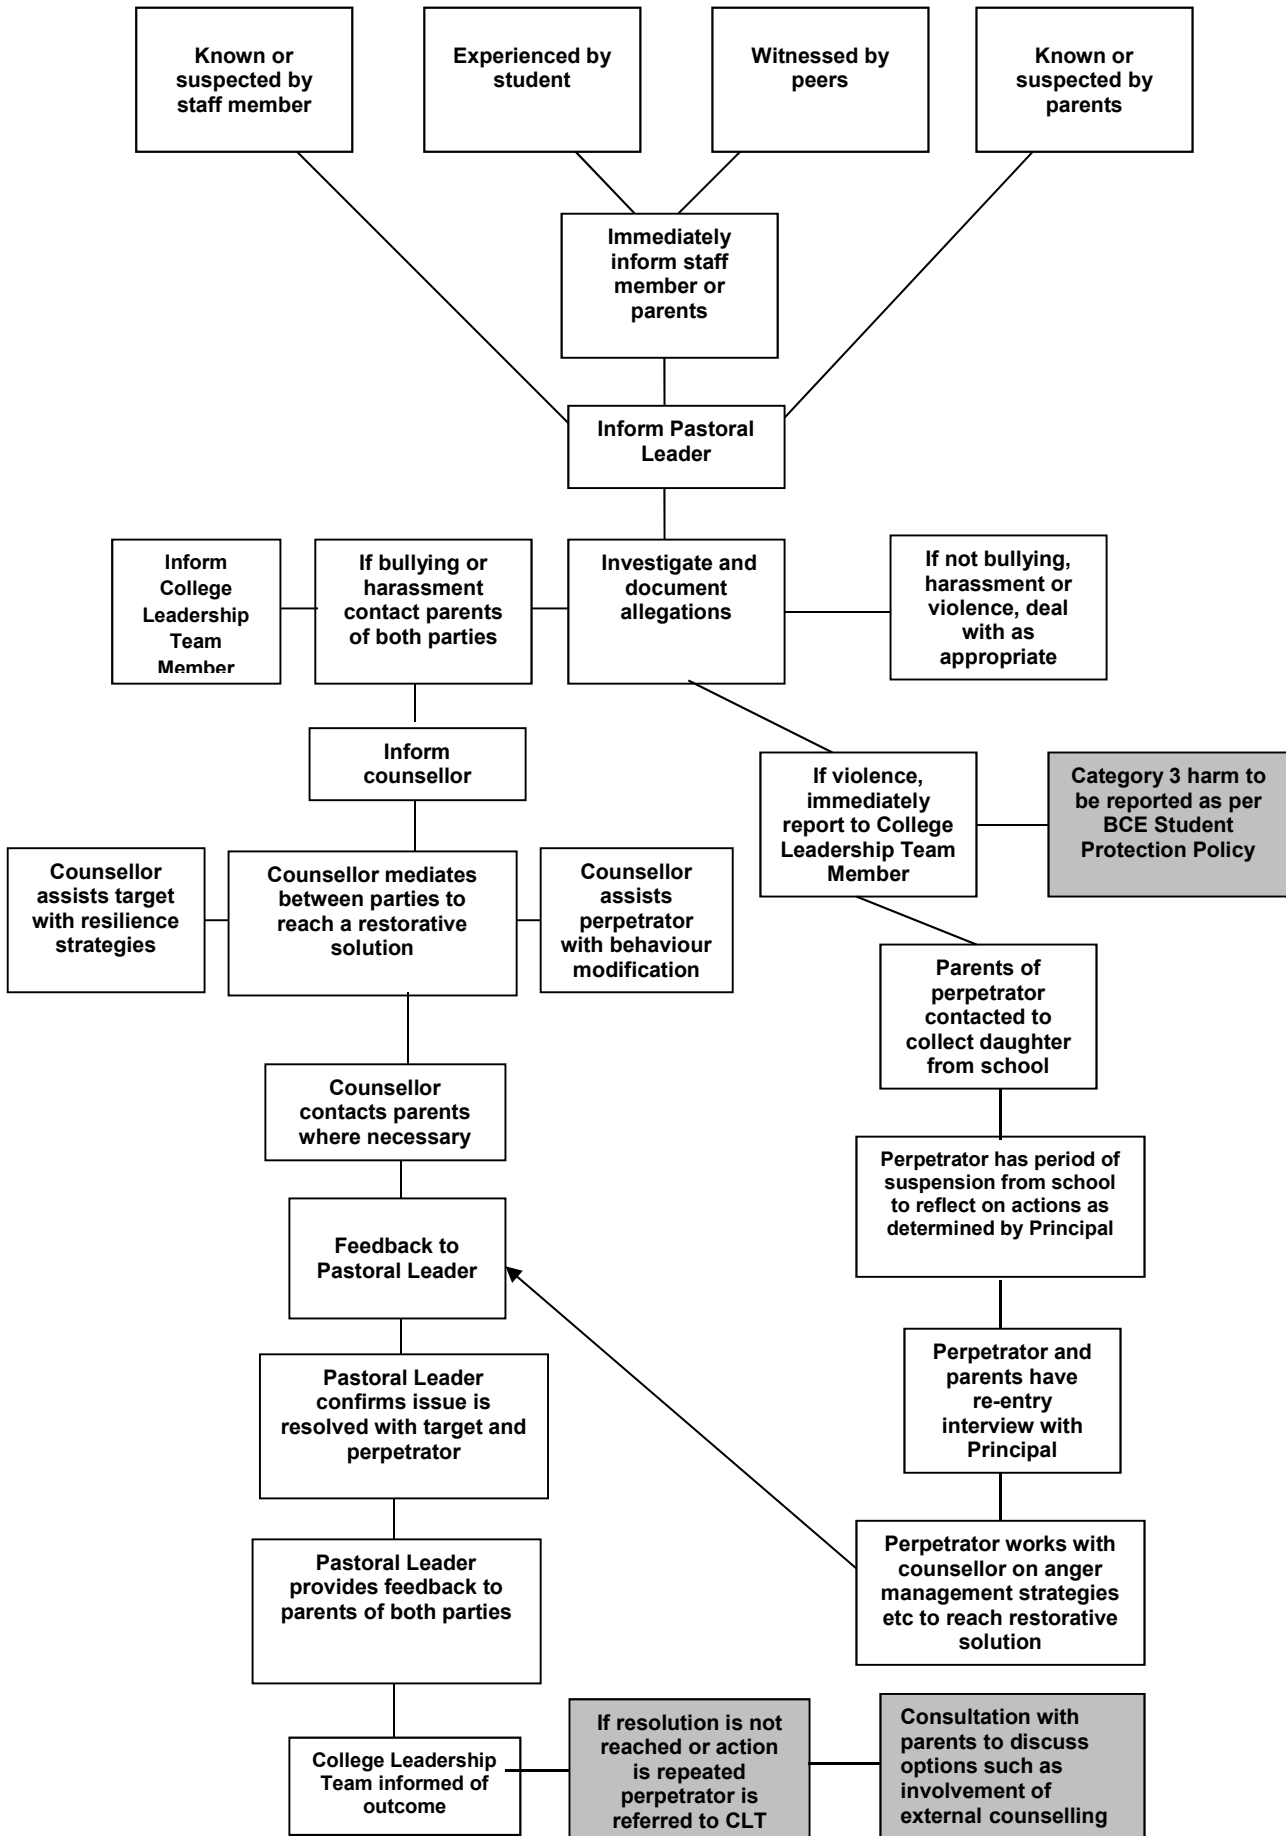 Known or
suspected by
staff member
Experienced by
student
Witnessed by
peers
Known or
suspected by
parents
Immediately
inform staff
member or
parents
Inform Pastoral
Leader
Inform
College
Leadership
Team
Member
If bullying or
harassment
contact parents
of both parties
Investigate and
document
allegations
If not bullying,
harassment or
violence, deal
with as
appropriate
Inform
counsellor
If violence,
immediately
report to College
Leadership Team
Member
Category 3 harm to
be reported as per
BCE Student
Protection Policy
Counsellor
assists target
with resilience
strategies
Counsellor mediates
between parties to
reach a restorative
solution
Counsellor
assists
perpetrator
with behaviour
modification
Parents of
perpetrator
contacted to
collect daughter
from school
Counsellor
contacts parents
where necessary
Perpetrator has period of
suspension from school
to reflect on actions as
determined by Principal
Feedback to
Pastoral Leader
Perpetrator and
parents have
re-entry
interview with
Principal
Pastoral Leader
confirms issue is
resolved with target and
perpetrator
Perpetrator works with
counsellor on anger
management strategies
etc to reach restorative
solution
Pastoral Leader
provides feedback to
parents of both parties
College Leadership
Team informed of
outcome
If resolution is not
reached or action
is repeated
perpetrator is
referred to CLT
Consultation with
parents to discuss
options such as
involvement of
external counselling